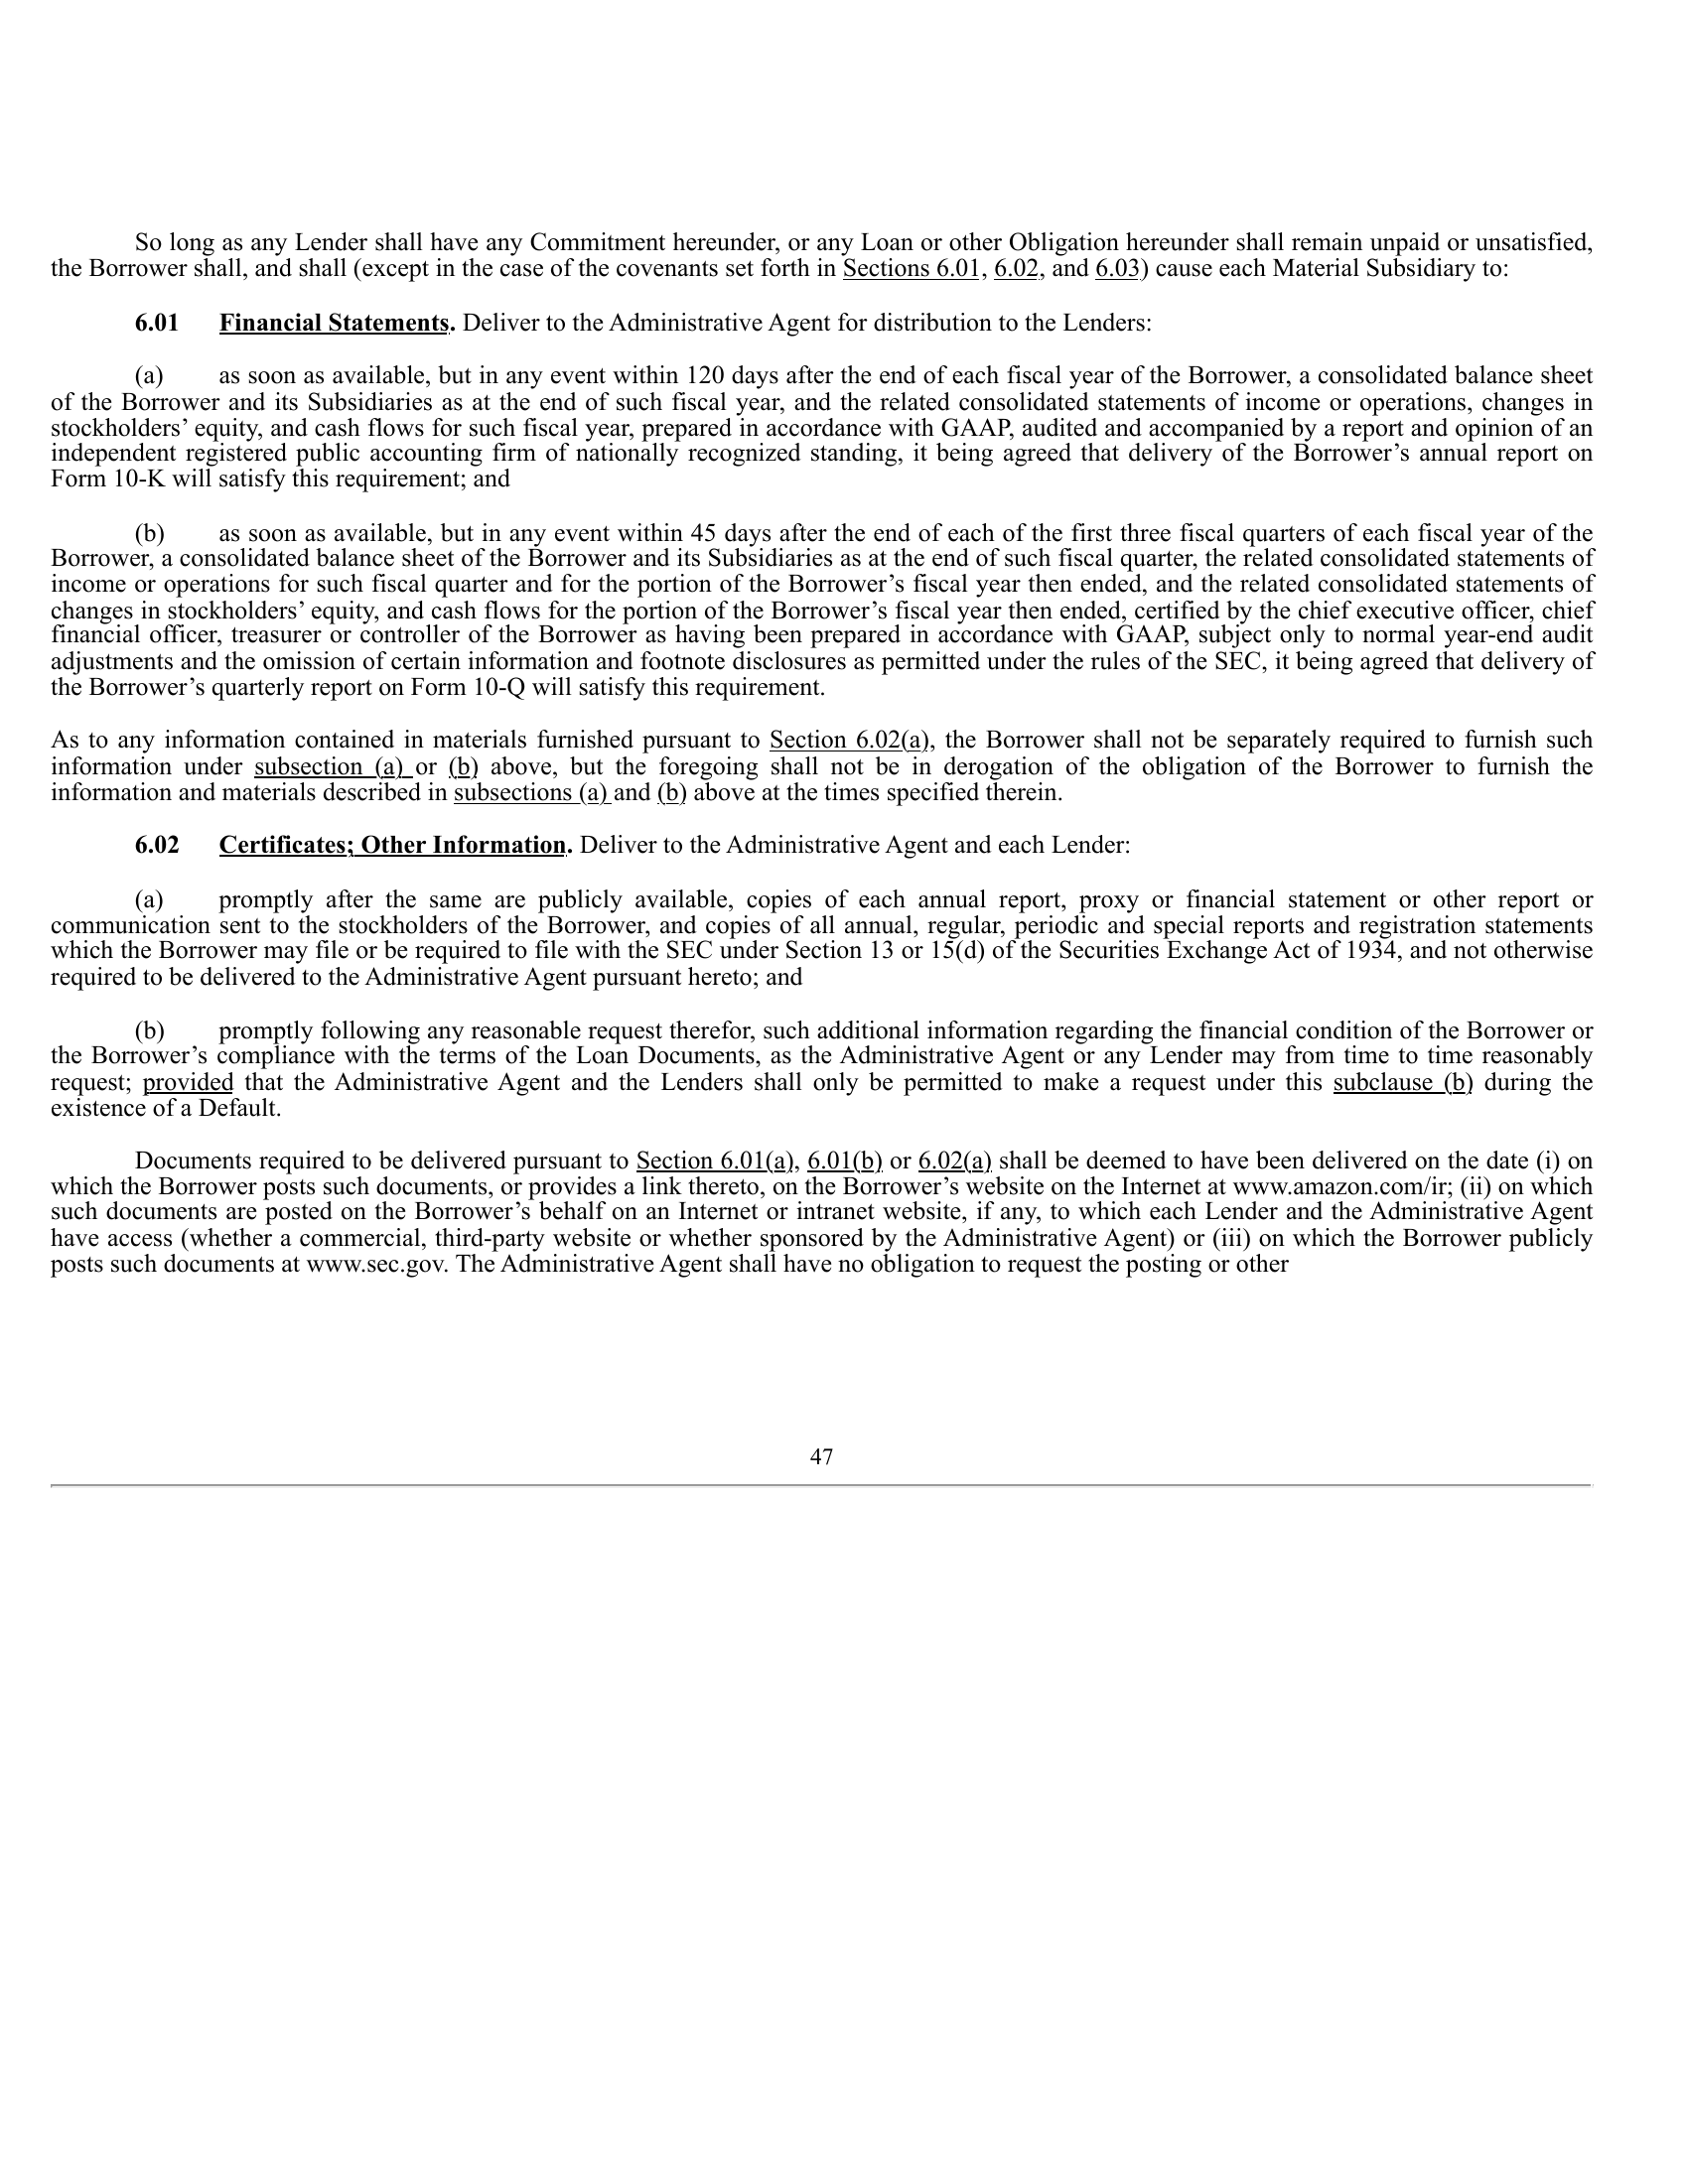 So long as any Lender shall have any Commitment hereunder, or any Loan or other Obligation hereunder shall remain unpaid or unsatisfied,
the Borrower shall, and shall (except in the case of the covenants set forth in Sections 6.01, 6.02, and 6.03) cause each Material Subsidiary to:
6.01 Financial Statements. Deliver to the Administrative Agent for distribution to the Lenders:
(a) as soon as available, but in any event within 120 days after the end of each fiscal year of the Borrower, a consolidated balance sheet
of the Borrower and its Subsidiaries as at the end of such fiscal year, and the related consolidated statements of income or operations, changes in
stockholders’ equity, and cash flows for such fiscal year, prepared in accordance with GAAP, audited and accompanied by a report and opinion of an
independent registered public accounting firm of nationally recognized standing, it being agreed that delivery of the Borrower’s annual report on
Form 10-K will satisfy this requirement; and
(b) as soon as available, but in any event within 45 days after the end of each of the first three fiscal quarters of each fiscal year of the
Borrower, a consolidated balance sheet of the Borrower and its Subsidiaries as at the end of such fiscal quarter, the related consolidated statements of
income or operations for such fiscal quarter and for the portion of the Borrower’s fiscal year then ended, and the related consolidated statements of
changes in stockholders’ equity, and cash flows for the portion of the Borrower’s fiscal year then ended, certified by the chief executive officer, chief
financial officer, treasurer or controller of the Borrower as having been prepared in accordance with GAAP, subject only to normal year-end audit
adjustments and the omission of certain information and footnote disclosures as permitted under the rules of the SEC, it being agreed that delivery of
the Borrower’s quarterly report on Form 10-Q will satisfy this requirement.
As to any information contained in materials furnished pursuant to Section 6.02(a), the Borrower shall not be separately required to furnish such
information under subsection (a) or (b) above, but the foregoing shall not be in derogation of the obligation of the Borrower to furnish the
information and materials described in subsections (a) and (b) above at the times specified therein.
6.02 Certificates; Other Information. Deliver to the Administrative Agent and each Lender:
(a) promptly after the same are publicly available, copies of each annual report, proxy or financial statement or other report or
communication sent to the stockholders of the Borrower, and copies of all annual, regular, periodic and special reports and registration statements
which the Borrower may file or be required to file with the SEC under Section 13 or 15(d) of the Securities Exchange Act of 1934, and not otherwise
required to be delivered to the Administrative Agent pursuant hereto; and
(b) promptly following any reasonable request therefor, such additional information regarding the financial condition of the Borrower or
the Borrower’s compliance with the terms of the Loan Documents, as the Administrative Agent or any Lender may from time to time reasonably
request; provided that the Administrative Agent and the Lenders shall only be permitted to make a request under this subclause (b) during the
existence of a Default.
Documents required to be delivered pursuant to Section 6.01(a), 6.01(b) or 6.02(a) shall be deemed to have been delivered on the date (i) on
which the Borrower posts such documents, or provides a link thereto, on the Borrower’s website on the Internet at www.amazon.com/ir; (ii) on which
such documents are posted on the Borrower’s behalf on an Internet or intranet website, if any, to which each Lender and the Administrative Agent
have access (whether a commercial, third-party website or whether sponsored by the Administrative Agent) or (iii) on which the Borrower publicly
posts such documents at www.sec.gov. The Administrative Agent shall have no obligation to request the posting or other
47